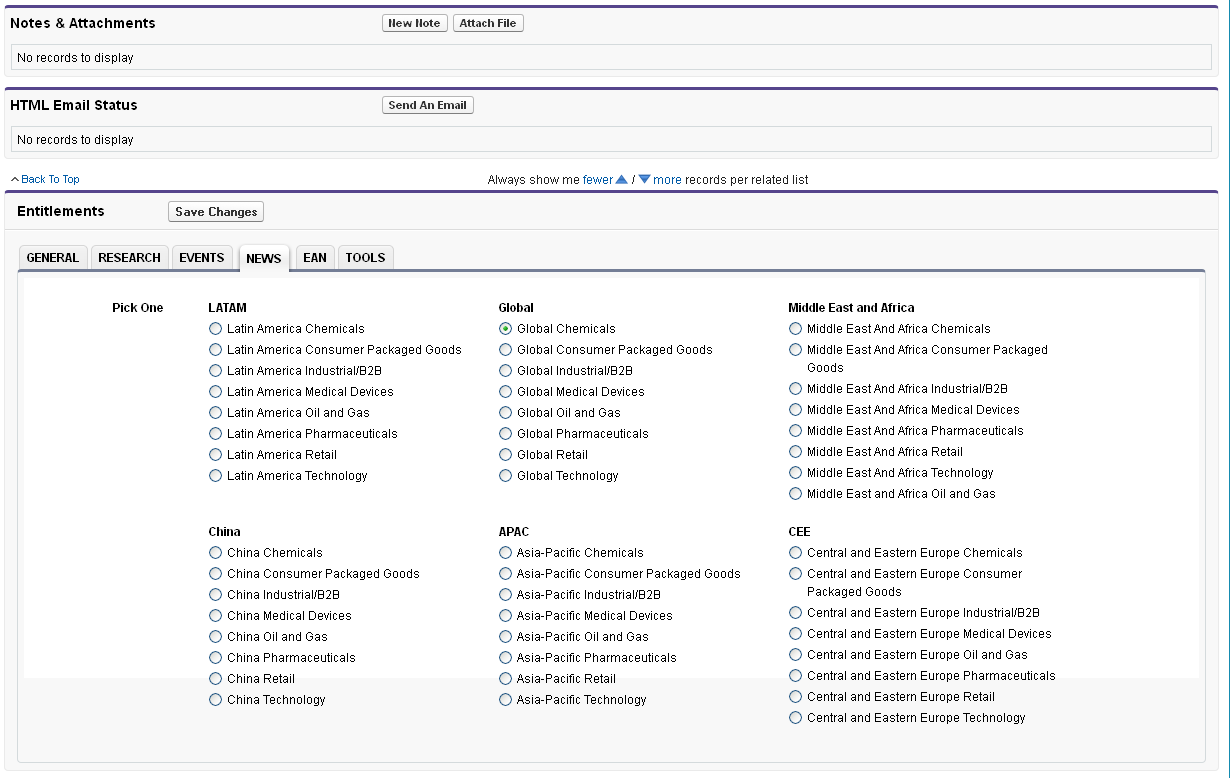 Notes & Attachments
New Note
Attach File
No records to display
HTML Email Status
Send An Email
No records to display
Back To Top
Always show me fewer / more records per related list
Entitlements
Save Changes
GENERAL
RESEARCH
EVENTS
NEWS
EAN
TOOLS
Pick One
LATAM
Latin America Chemicals
Latin America Consumer Packaged Goods
Latin America Industrial/B2B
Latin America Medical Devices
Latin America Oil and Gas
Latin America Pharmaceuticals
Latin America Retail
Latin America Technology
Global
Global Chemicals
Global Consumer Packaged Goods
Global Industrial/B2B
Global Medical Devices
Global Oil and Gas
Global Pharmaceuticals
Global Retail
Global Technology
Middle East and Africa
Middle East And Africa Chemicals
Middle East And Africa Consumer Packaged
Goods
Middle East And Africa Industrial/B2B
Middle East And Africa Medical Devices
Middle East And Africa Pharmaceuticals
Middle East And Africa Retail
Middle East And Africa Technology
Middle East and Africa Oil and Gas
China
China Chemicals
China Consumer Packaged Goods
China Industrial/B2B
China Medical Devices
China Oil and Gas
China Pharmaceuticals
China Retail
China Technology
APAC
Asia-Pacific Chemicals
Asia-Pacific Consumer Packaged Goods
Asia-Pacific Industrial/B2B
Asia-Pacific Medical Devices
Asia-Pacific Oil and Gas
Asia-Pacific Pharmaceuticals
Asia-Pacific Retail
Asia-Pacific Technology
CEE
Central and Eastern Europe Chemicals
Central and Eastern Europe Consumer
Packaged Goods
Central and Eastern Europe Industrial/B2B
Central and Eastern Europe Medical Devices
Central and Eastern Europe Oil and Gas
Central and Eastern Europe Pharmaceuticals
Central and Eastern Europe Retail
Central and Eastern Europe Technology